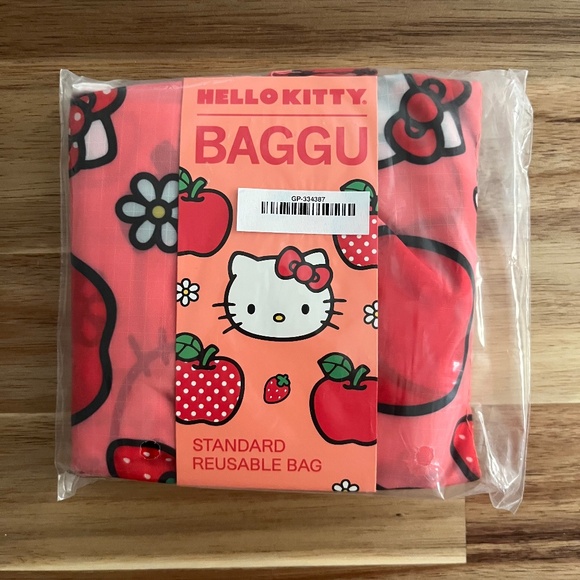 HELLO KITTY®
BAGGU
GP-334387
STANDARD
REUSABLE BAG